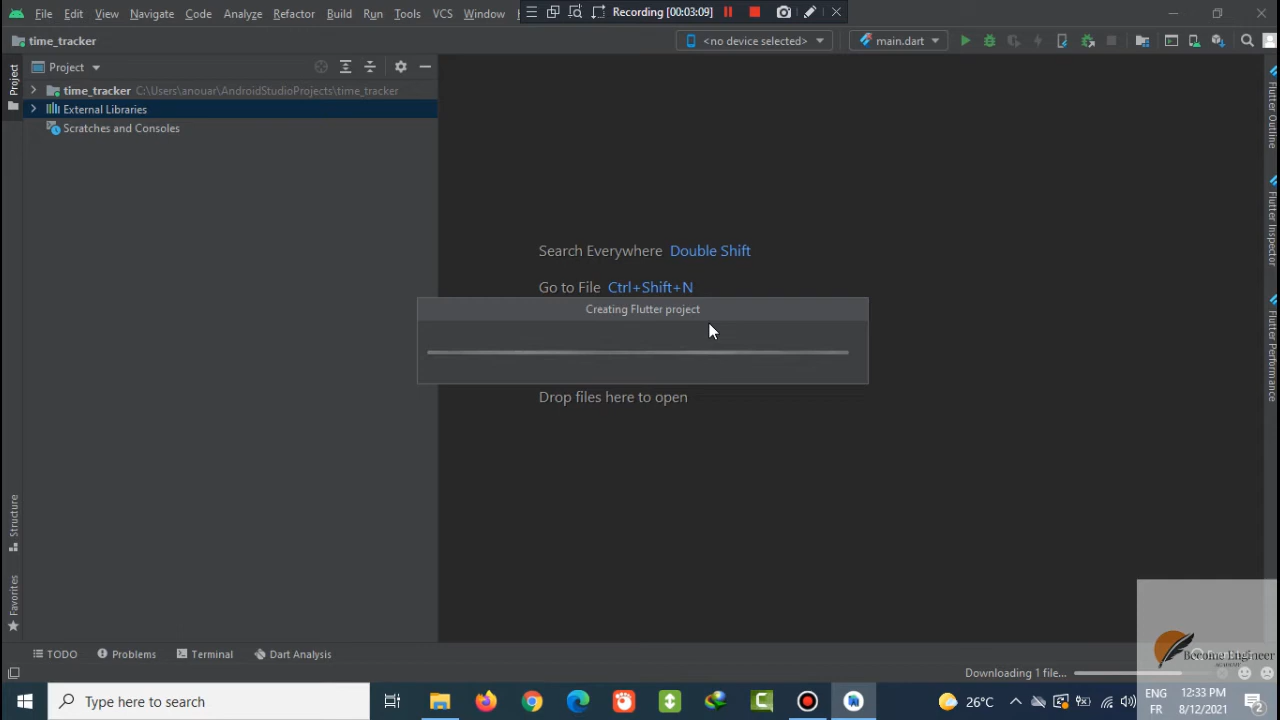 File Edit View Navigate Code Analyze Refactor Build Run Tools VCS Window
Recording [00:03:09]
time_tracker
<no device selected>
main.dart
Project
Project
time_tracker C:\Users\anouar\AndroidStudioProjects\time_tracker
External Libraries
Scratches and Consoles
Flutter Outline
Flutter Inspector
Flutter Performance
Search Everywhere Double Shift
Go to File Ctrl+Shift+N
Creating Flutter project
Drop files here to open
Structure
Favorites
TODO Problems Terminal Dart Analysis
Downloading 1 file...
Become Engineer
ACADEMY
Type here to search
26°C
ENG
FR
12:33 PM
8/12/2021
2